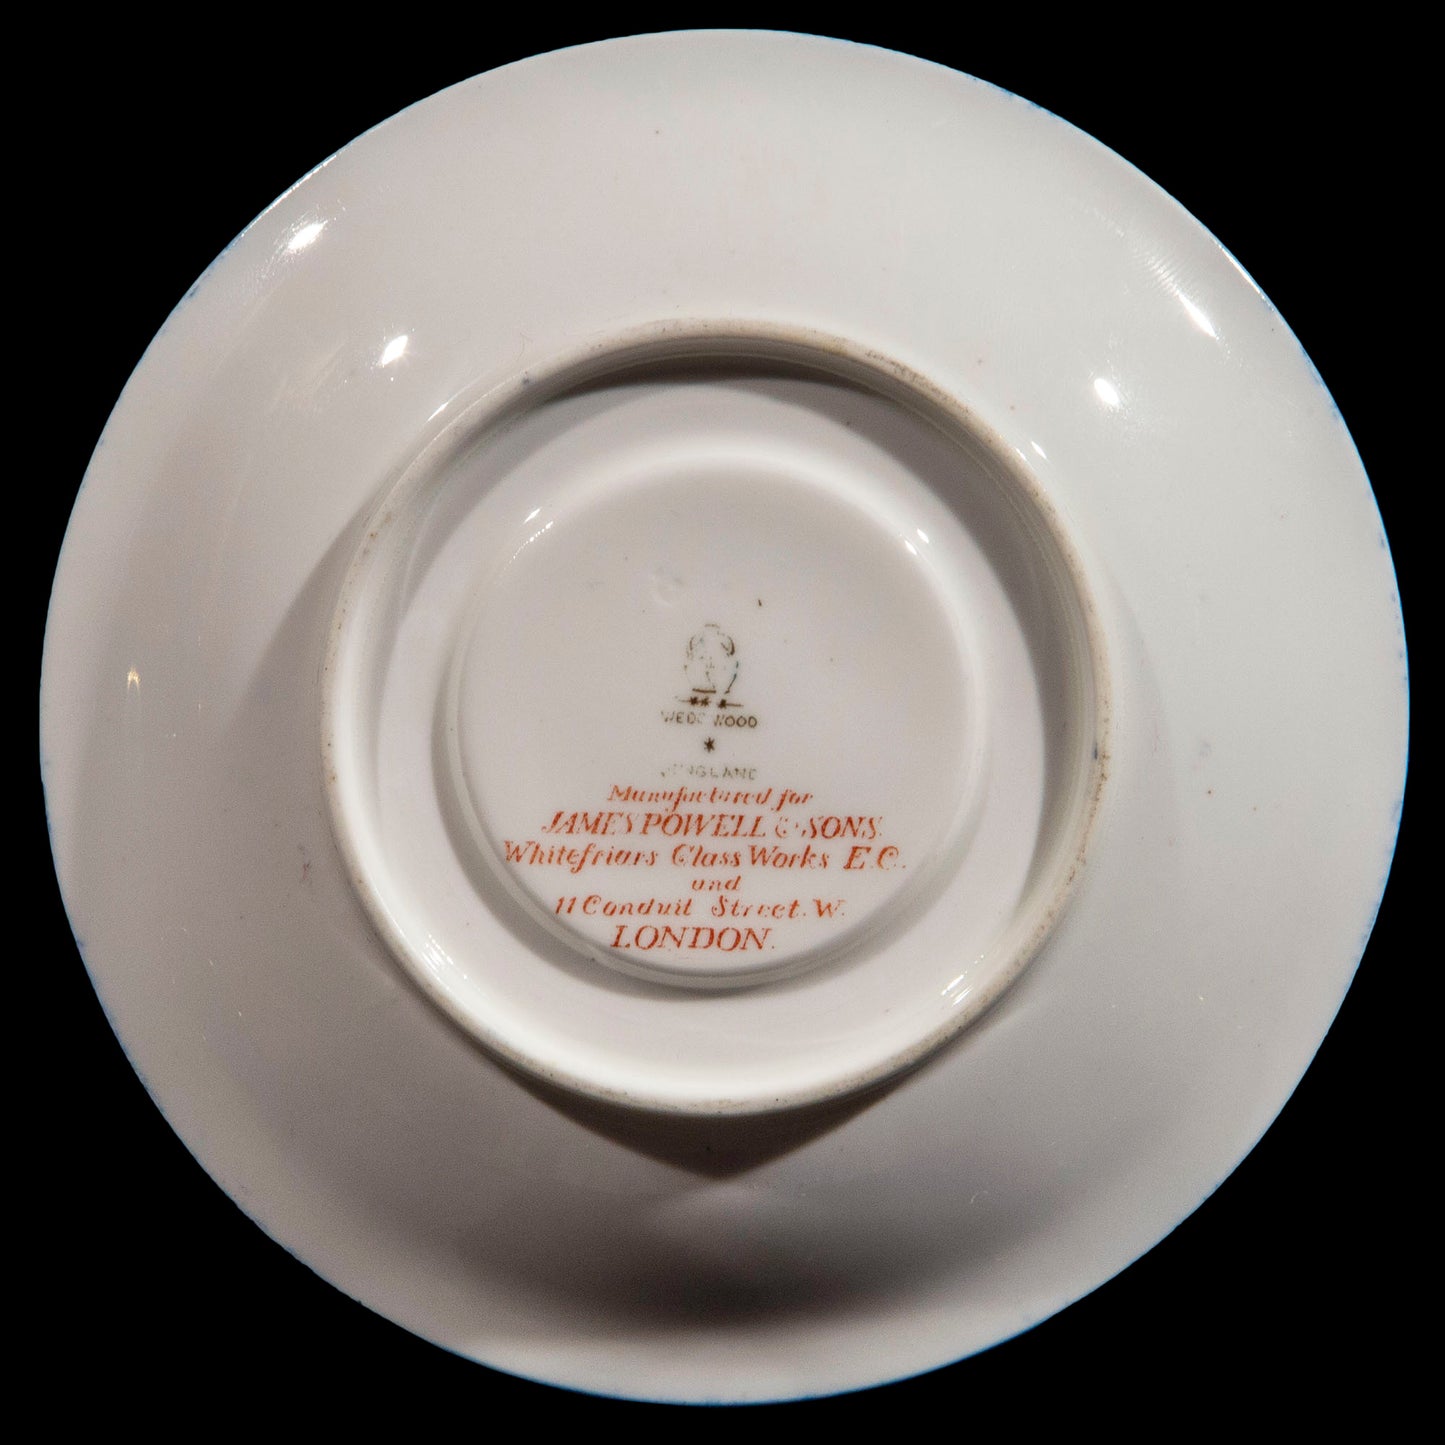 WEDGWOOD
ENGLAND
Manufactured for
JAMES POWELL & SONS.
Whitefriars Glass Works E.C.
and
11 Conduit Street. W.
LONDON.